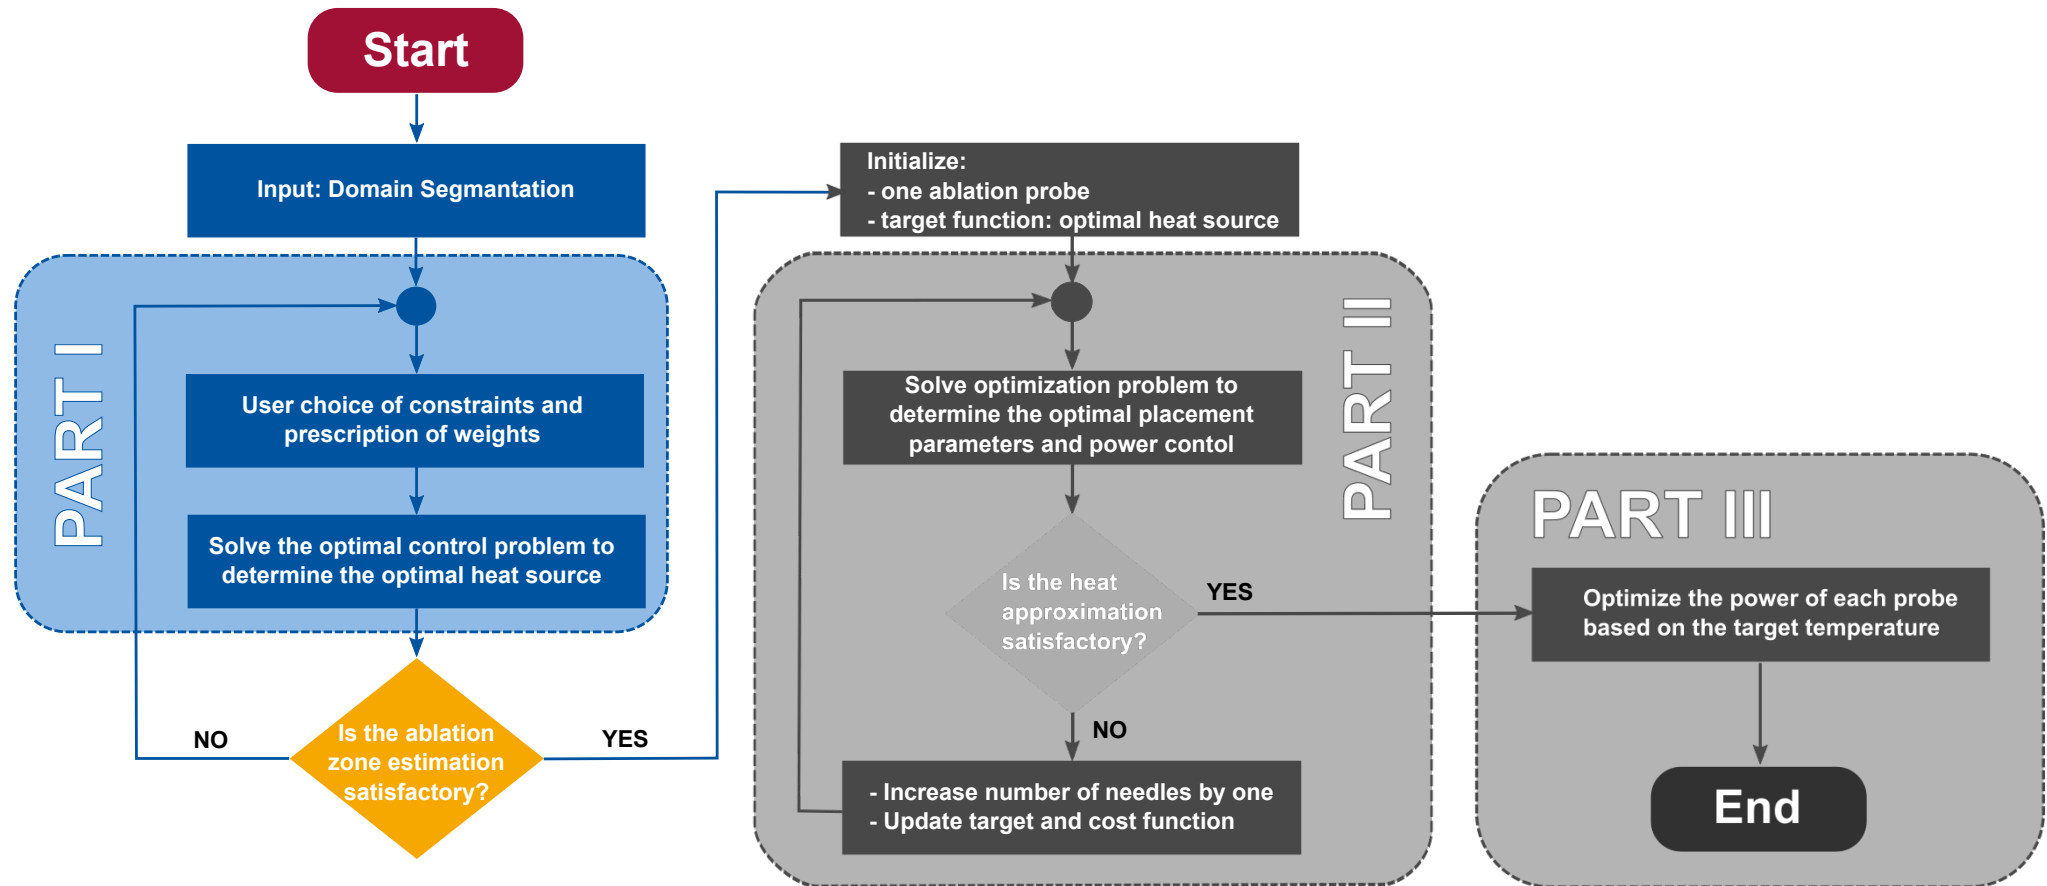 Start
Input: Domain Segmantation
PART I
User choice of constraints and
prescription of weights
Solve the optimal control problem to
determine the optimal heat source
Is the ablation
zone estimation
satisfactory?
NO
YES
Initialize:
- one ablation probe
- target function: optimal heat source
PART II
Solve optimization problem to
determine the optimal placement
parameters and power contol
Is the heat
approximation
satisfactory?
YES
NO
- Increase number of needles by one
- Update target and cost function
PART III
Optimize the power of each probe
based on the target temperature
End